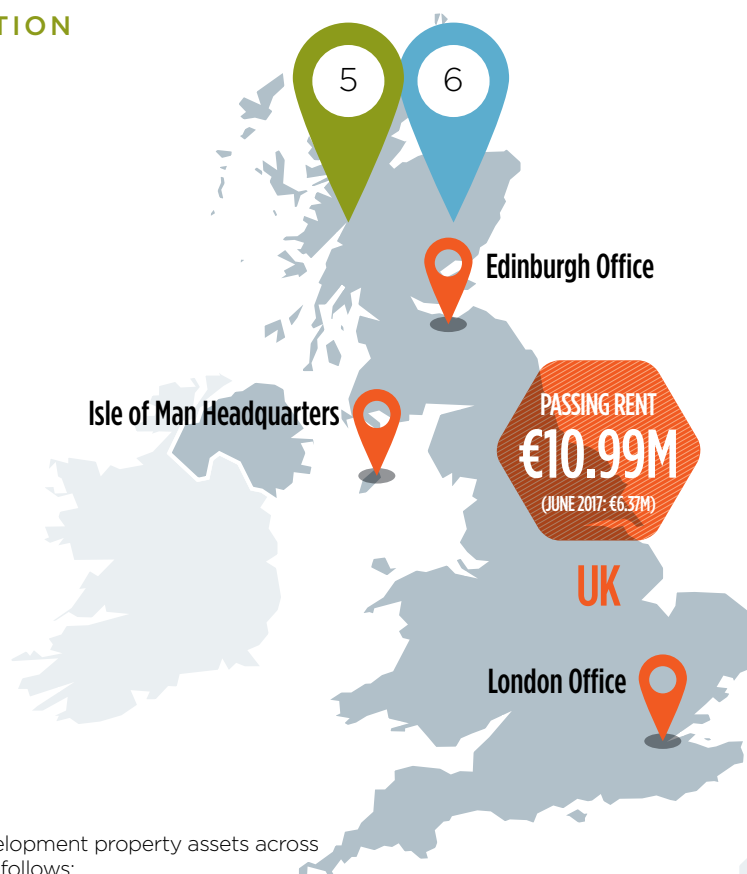 TION
5
6
Edinburgh Office
Isle of Man Headquarters
PASSING RENT
€10.99M
(JUNE 2017: €6.37M)
UK
London Office
elopment property assets across
follows: